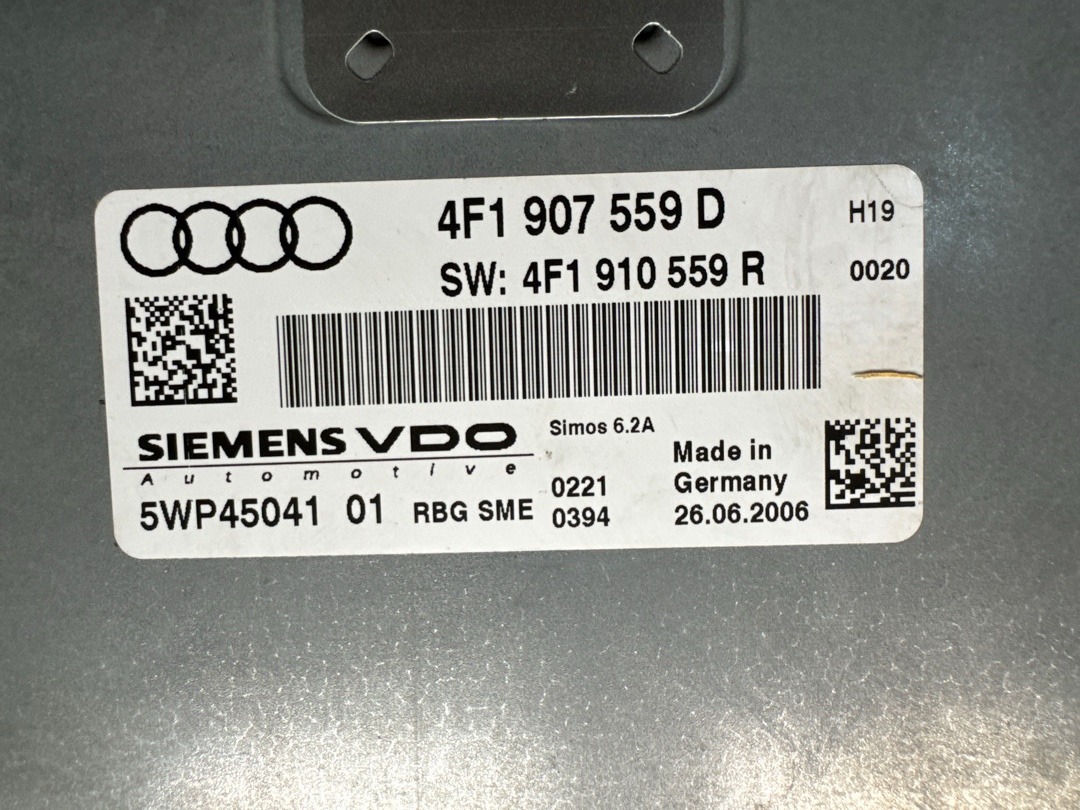 4F1 907 559 D
H19
SW: 4F1 910 559 R
0020
SIEMENS VDO
Automotive
Simos 6.2A
5WP45041 01 RBG SME
0221
0394
Made in
Germany
26.06.2006